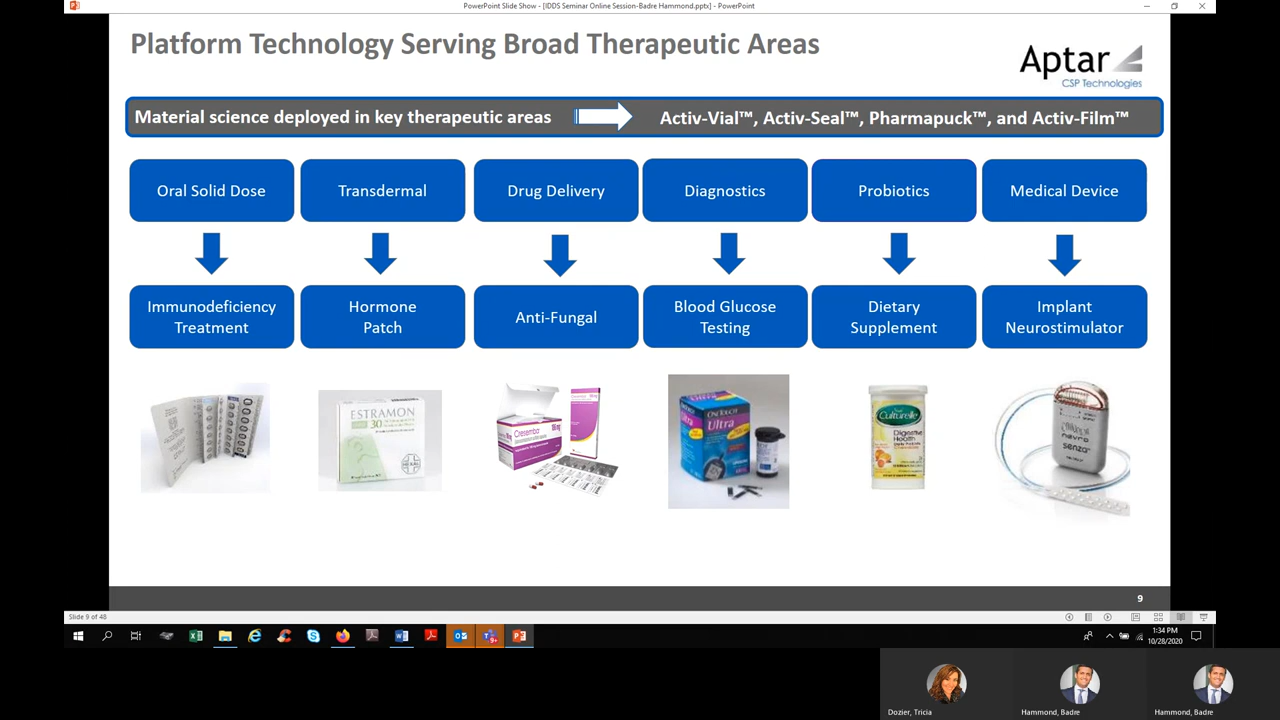 PowerPoint Slide Show - [IDDS Seminar Online Session-Badre Hammond.pptx] - PowerPoint
Platform Technology Serving Broad Therapeutic Areas
Aptar
CSP Technologies
Material science deployed in key therapeutic areas
Activ-Vial™, Activ-Seal™, Pharmapuck™, and Activ-Film™
Oral Solid Dose
Transdermal
Drug Delivery
Diagnostics
Probiotics
Medical Device
Immunodeficiency
Treatment
Hormone
Patch
Anti-Fungal
Blood Glucose
Testing
Dietary
Supplement
Implant
Neurostimulator
ESTRAMON
30
Cresemba
ONETOUCH
Ultra
Culturelle
Digestive
Health
nevro
senza
9
Slide 9 of 48
1:34 PM
10/28/2020
Dozier, Tricia
Hammond, Badre
Hammond, Badre